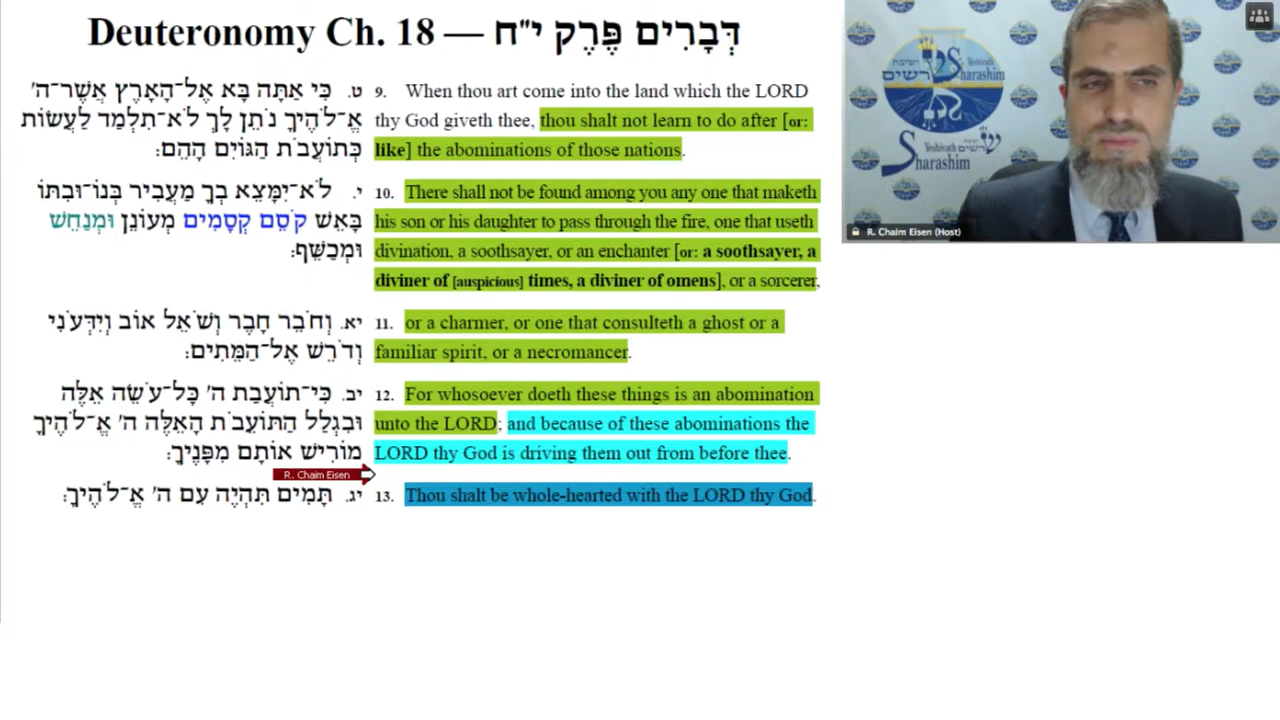 Deuteronomy Ch. 18 — דְּבָרִים פֶּרֶק י"ח
ט. כִּי אַתָּה בָּא אֶל־הָאָרֶץ אֲשֶׁר־ה'
אֱ־לֹהֶיךָ נֹתֵן לָךְ לֹא־תִלְמַד לַעֲשׂוֹת
כְּתוֹעֲבֹת הַגּוֹיִם הָהֵם:
י. לֹא־יִמָּצֵא בְךָ מַעֲבִיר בְּנוֹ־וּבִתּוֹ
בָּאֵשׁ קֹסֵם קְסָמִים מְעוֹנֵן וּמְנַחֵשׁ
וּמְכַשֵּׁף:
יא. וְחֹבֵר חָבֶר וְשֹׁאֵל אוֹב וְיִדְּעֹנִי
וְדֹרֵשׁ אֶל־הַמֵּתִים:
יב. כִּי־תוֹעֲבַת ה' כָּל־עֹשֵׂה אֵלֶּה
וּבִגְלַל הַתּוֹעֵבֹת הָאֵלֶּה ה' אֱ־לֹהֶיךָ
מוֹרִישׁ אוֹתָם מִפָּנֶיךָ:
יג. תָּמִים תִּהְיֶה עִם ה' אֱ־לֹהֶיךָ:
9. When thou art come into the land which the LORD
thy God giveth thee, thou shalt not learn to do after [or:
like] the abominations of those nations.
10. There shall not be found among you any one that maketh
his son or his daughter to pass through the fire, one that useth
divination, a soothsayer, or an enchanter [or: a soothsayer, a
diviner of [auspicious] times, a diviner of omens], or a sorcerer,
11. or a charmer, or one that consulteth a ghost or a
familiar spirit, or a necromancer.
12. For whosoever doeth these things is an abomination
unto the LORD; and because of these abominations the
LORD thy God is driving them out from before thee.
13. Thou shalt be whole-hearted with the LORD thy God.
R. Chaim Eisen
ישיבת
Yeshivath
שרשים
Sharashim
Yeshivath
ישיבת
שרשים
Sharashim
R. Chaim Eisen (Host)